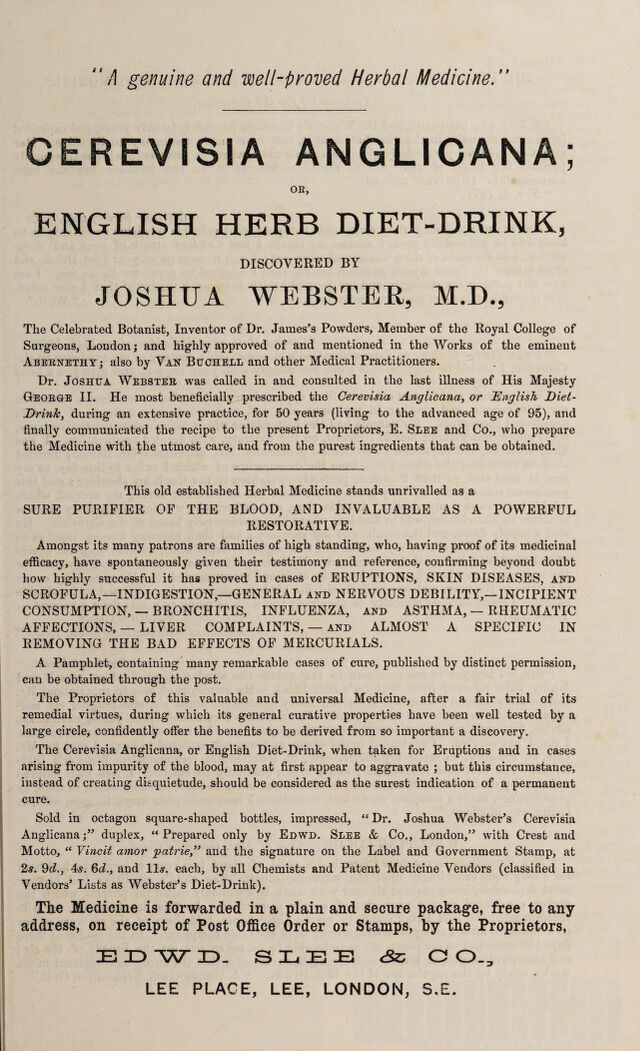 "A genuine and well-proved Herbal Medicine."
CEREVISIA ANGLICANA;
OR,
ENGLISH HERB DIET-DRINK,
DISCOVERED BY
JOSHUA WEBSTER, M.D.,
The Celebrated Botanist, Inventor of Dr. James's Powders, Member of the Royal College of
Surgeons, London; and highly approved of and mentioned in the Works of the eminent
ABERNETHY; also by VAN BUCHELL and other Medical Practitioners.
Dr. JOSHUA WEBSTER was called in and consulted in the last illness of His Majesty
GEORGE II. He most beneficially prescribed the Cerevisia Anglicana, or English Diet-
Drink, during an extensive practice, for 50 years (living to the advanced age of 95), and
finally communicated the recipe to the present Proprietors, E. SLEE and Co., who prepare
the Medicine with the utmost care, and from the purest ingredients that can be obtained.
This old established Herbal Medicine stands unrivalled as a
SURE PURIFIER OF THE BLOOD, AND INVALUABLE AS A POWERFUL
RESTORATIVE.
Amongst its many patrons are families of high standing, who, having proof of its medicinal
efficacy, have spontaneously given their testimony and reference, confirming beyond doubt
how highly successful it has proved in cases of ERUPTIONS, SKIN DISEASES, AND
SCROFULA,—INDIGESTION,—GENERAL AND NERVOUS DEBILITY,—INCIPIENT
CONSUMPTION, — BRONCHITIS, INFLUENZA, AND ASTHMA, — RHEUMATIC
AFFECTIONS, — LIVER COMPLAINTS, — AND ALMOST A SPECIFIC IN
REMOVING THE BAD EFFECTS OF MERCURIALS.
A Pamphlet, containing many remarkable cases of cure, published by distinct permission,
can be obtained through the post.
The Proprietors of this valuable and universal Medicine, after a fair trial of its
remedial virtues, during which its general curative properties have been well tested by a
large circle, confidently offer the benefits to be derived from so important a discovery.
The Cerevisia Anglicana, or English Diet-Drink, when taken for Eruptions and in cases
arising from impurity of the blood, may at first appear to aggravate ; but this circumstance,
instead of creating disquietude, should be considered as the surest indication of a permanent
cure.
Sold in octagon square-shaped bottles, impressed, "Dr. Joshua Webster's Cerevisia
Anglicana;" duplex, "Prepared only by EDWD. SLEE & Co., London," with Crest and
Motto, "Vincit amor patriæ," and the signature on the Label and Government Stamp, at
2s. 9d., 4s. 6d., and 11s. each, by all Chemists and Patent Medicine Vendors (classified in
Vendors' Lists as Webster's Diet-Drink).
The Medicine is forwarded in a plain and secure package, free to any
address, on receipt of Post Office Order or Stamps, by the Proprietors,
EDWD. SLEE & CO.,
LEE PLACE, LEE, LONDON, S.E.